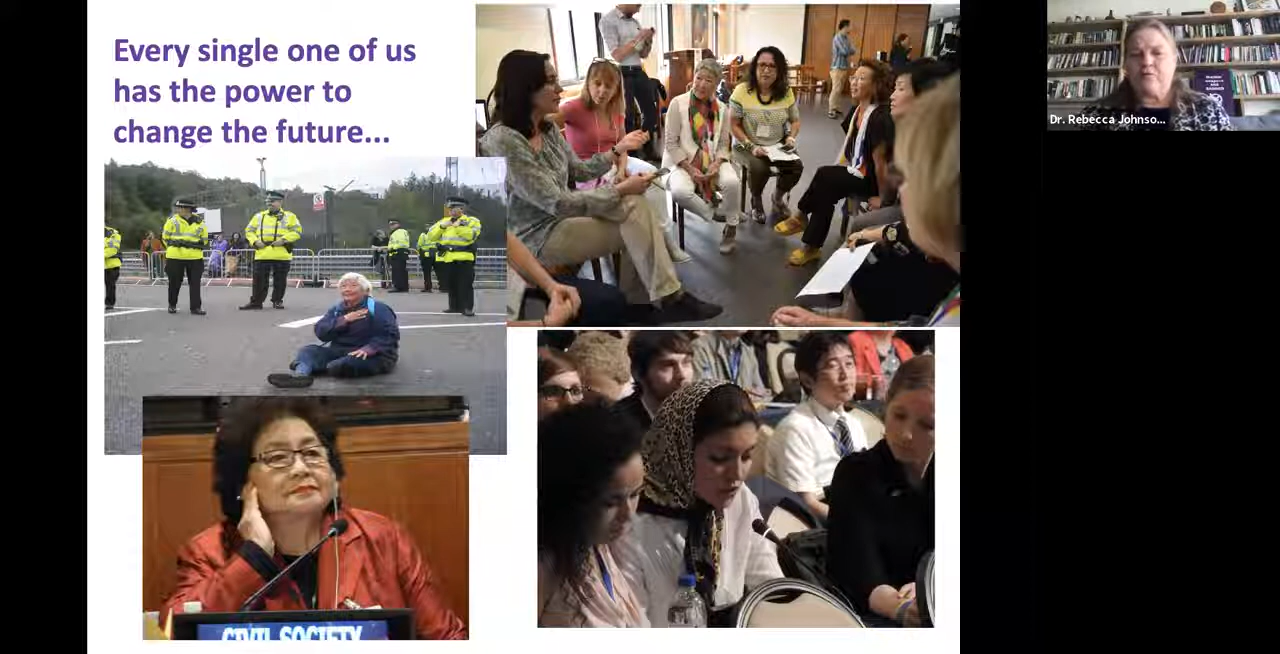 Every single one of us
has the power to
change the future...
Dr. Rebecca Johnso...
CIVIL SOCIETY